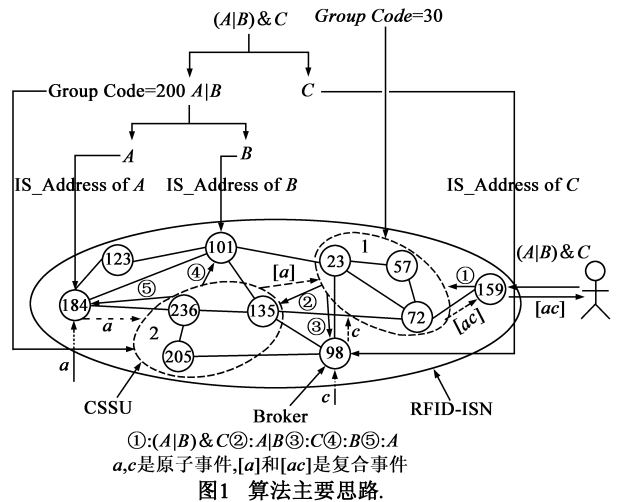 (A|B)&C
Group Code=30
Group Code=200 A|B
C
A
B
IS_Address of A
IS_Address of B
IS_Address of C
(A|B)&C
101
1
123
23
57
①
159
④
[a]
⑤
②
[ac]
184
236
135
a
2
③
c
72
[ac]
205
98
a
c
CSSU
Broker
RFID-ISN
①:(A|B)&C②:A|B③:C④:B⑤:A
a,c是原子事件,[a]和[ac]是复合事件
图1 算法主要思路.